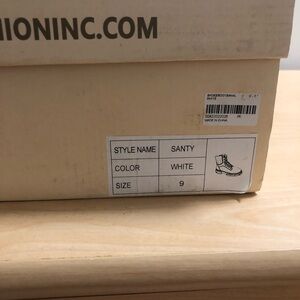 HIONINC.COM
MADE IN CHINA
STYLE NAME SANTY
COLOR WHITE
SIZE 9